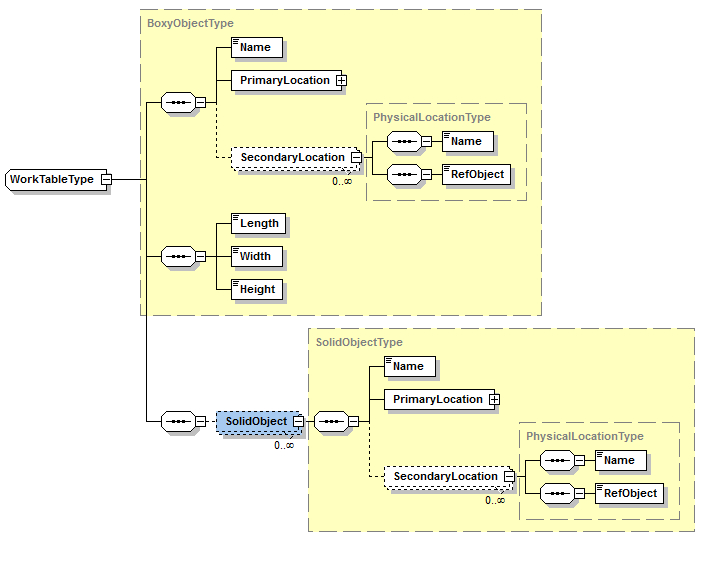 BoxyObjectType
Name
PrimaryLocation
PhysicalLocationType
Name
SecondaryLocation
0..∞
RefObject
WorkTableType
Length
Width
Height
SolidObjectType
Name
PrimaryLocation
SolidObject
0..∞
PhysicalLocationType
Name
SecondaryLocation
0..∞
RefObject